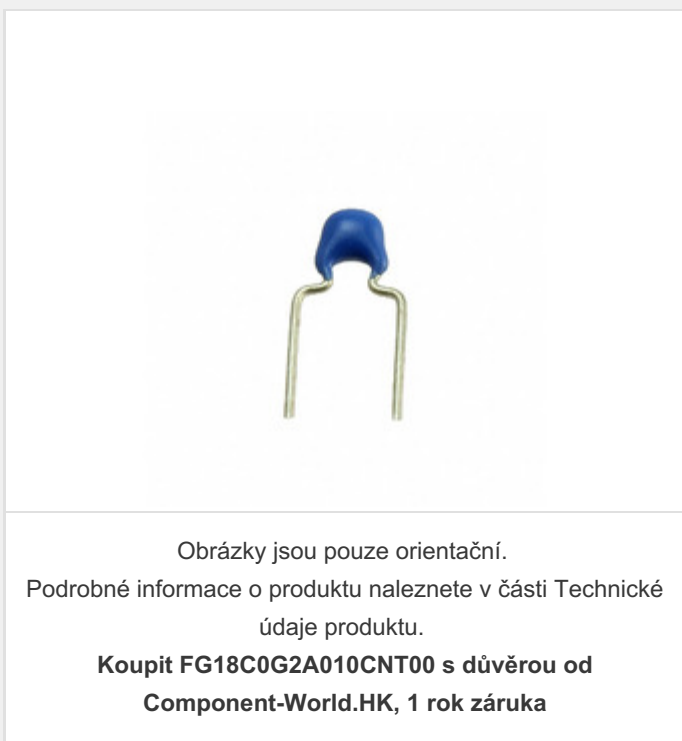 Obrázky jsou pouze orientační.
Podrobné informace o produktu naleznete v části Technické
údaje produktu.
Koupit FG18C0G2A010CNT00 s důvěrou od
Component-World.HK, 1 rok záruka